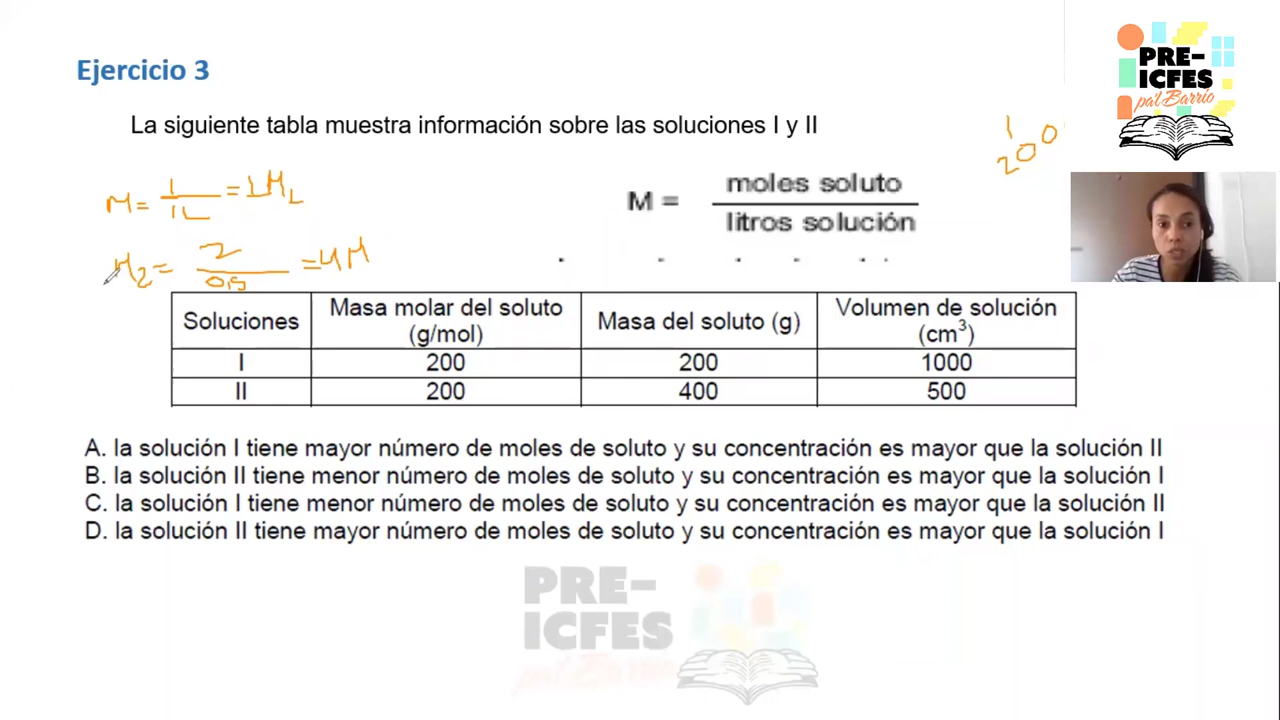 Ejercicio 3
PRE-
ICFES
pa'l Barrio
La siguiente tabla muestra información sobre las soluciones I y II
1
200
M = 1 / 1L = 1 M
M = moles soluto / litros solución
M2 = 2 / 0,5 = 4 M
Soluciones | Masa molar del soluto (g/mol) | Masa del soluto (g) | Volumen de solución (cm3)
I | 200 | 200 | 1000
II | 200 | 400 | 500
A. la solución I tiene mayor número de moles de soluto y su concentración es mayor que la solución II
B. la solución II tiene menor número de moles de soluto y su concentración es mayor que la solución I
C. la solución I tiene menor número de moles de soluto y su concentración es mayor que la solución II
D. la solución II tiene mayor número de moles de soluto y su concentración es mayor que la solución I
PRE-
ICFES
pa'l Barrio